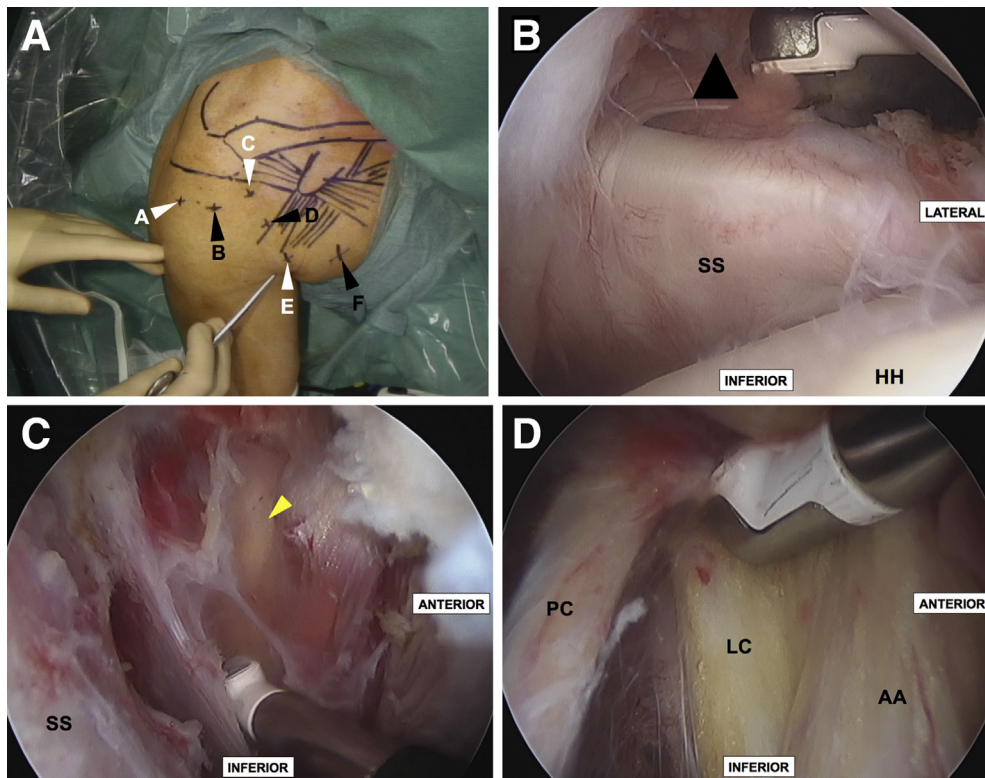 A
C
A
B
D
E
F
B
SS
LATERAL
INFERIOR
HH
C
ANTERIOR
SS
INFERIOR
D
PC
ANTERIOR
LC
AA
INFERIOR